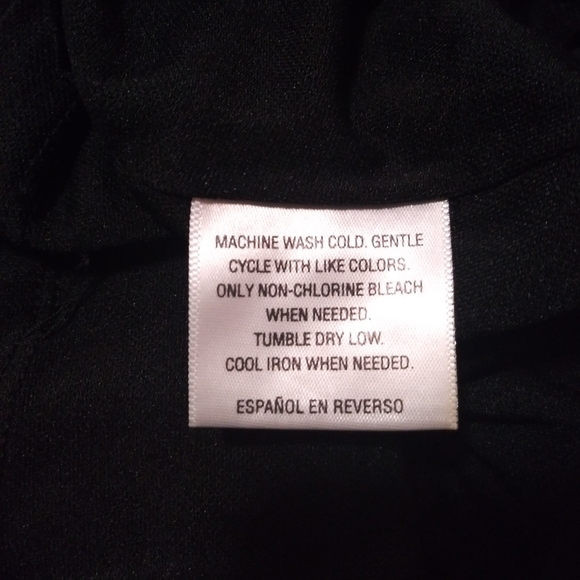 MACHINE WASH COLD. GENTLE
CYCLE WITH LIKE COLORS.
ONLY NON-CHLORINE BLEACH
WHEN NEEDED.
TUMBLE DRY LOW.
COOL IRON WHEN NEEDED.
ESPAÑOL EN REVERSO